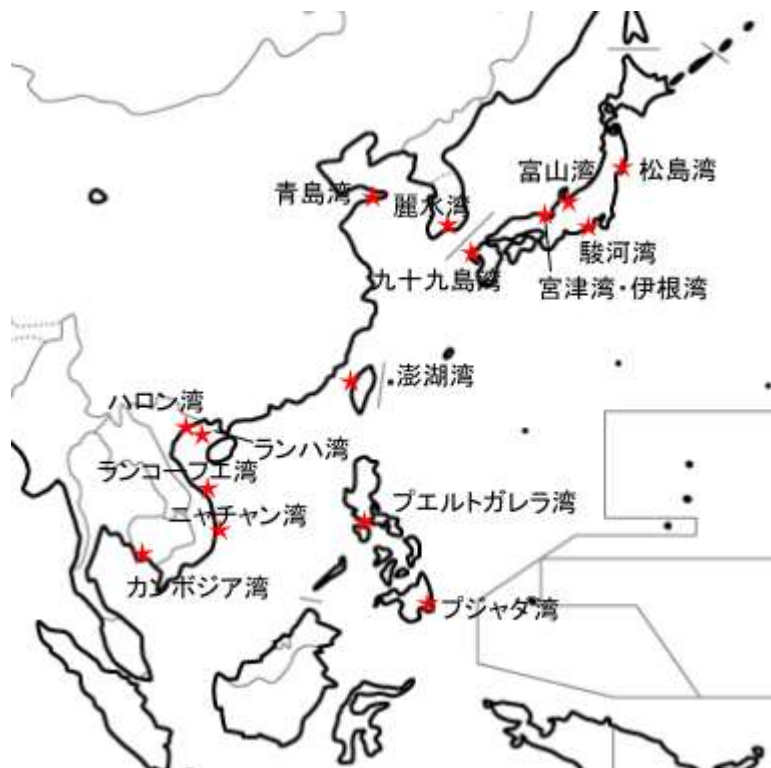 富山湾
松島湾
青島湾
麗水湾
駿河湾
九十九島湾
宮津湾・伊根湾
澎湖湾
ハロン湾
ランハ湾
ランコーフエ湾
ニャチャン湾
プエルトガレラ湾
カンボジア湾
プジャダ湾